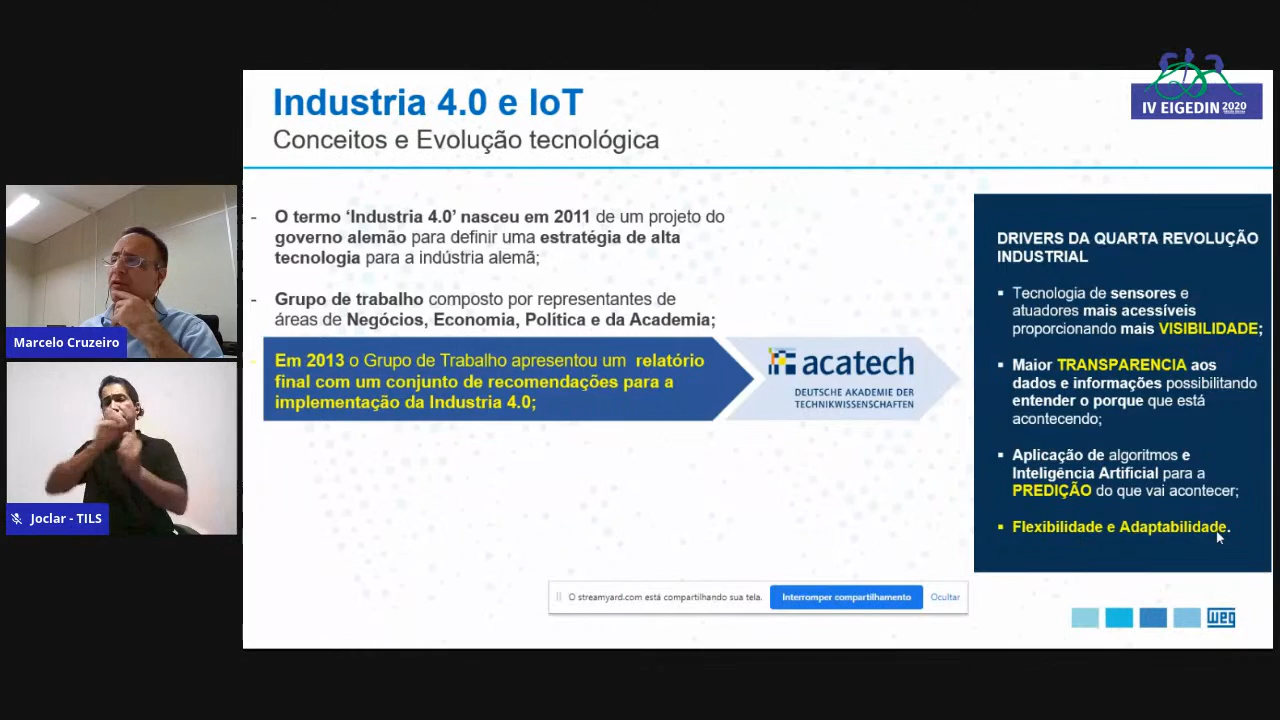 Industria 4.0 e IoT
Conceitos e Evolução tecnológica
IV EIGEDIN 2020
- O termo ‘Industria 4.0’ nasceu em 2011 de um projeto do
governo alemão para definir uma estratégia de alta
tecnologia para a indústria alemã;
- Grupo de trabalho composto por representantes de
áreas de Negócios, Economia, Politica e da Academia;
- Em 2013 o Grupo de Trabalho apresentou um relatório
final com um conjunto de recomendações para a
implementação da Industria 4.0;
acatech
DEUTSCHE AKADEMIE DER
TECHNIKWISSENSCHAFTEN
DRIVERS DA QUARTA REVOLUÇÃO
INDUSTRIAL
▪ Tecnologia de sensores e
atuadores mais acessíveis
proporcionando mais VISIBILIDADE;
▪ Maior TRANSPARENCIA aos
dados e informações possibilitando
entender o porque que está
acontecendo;
▪ Aplicação de algoritmos e
Inteligência Artificial para a
PREDIÇÃO do que vai acontecer;
▪ Flexibilidade e Adaptabilidade.
Marcelo Cruzeiro
Joclar - TILS
O streamyard.com está compartilhando sua tela.
Interromper compartilhamento
Ocultar
weg